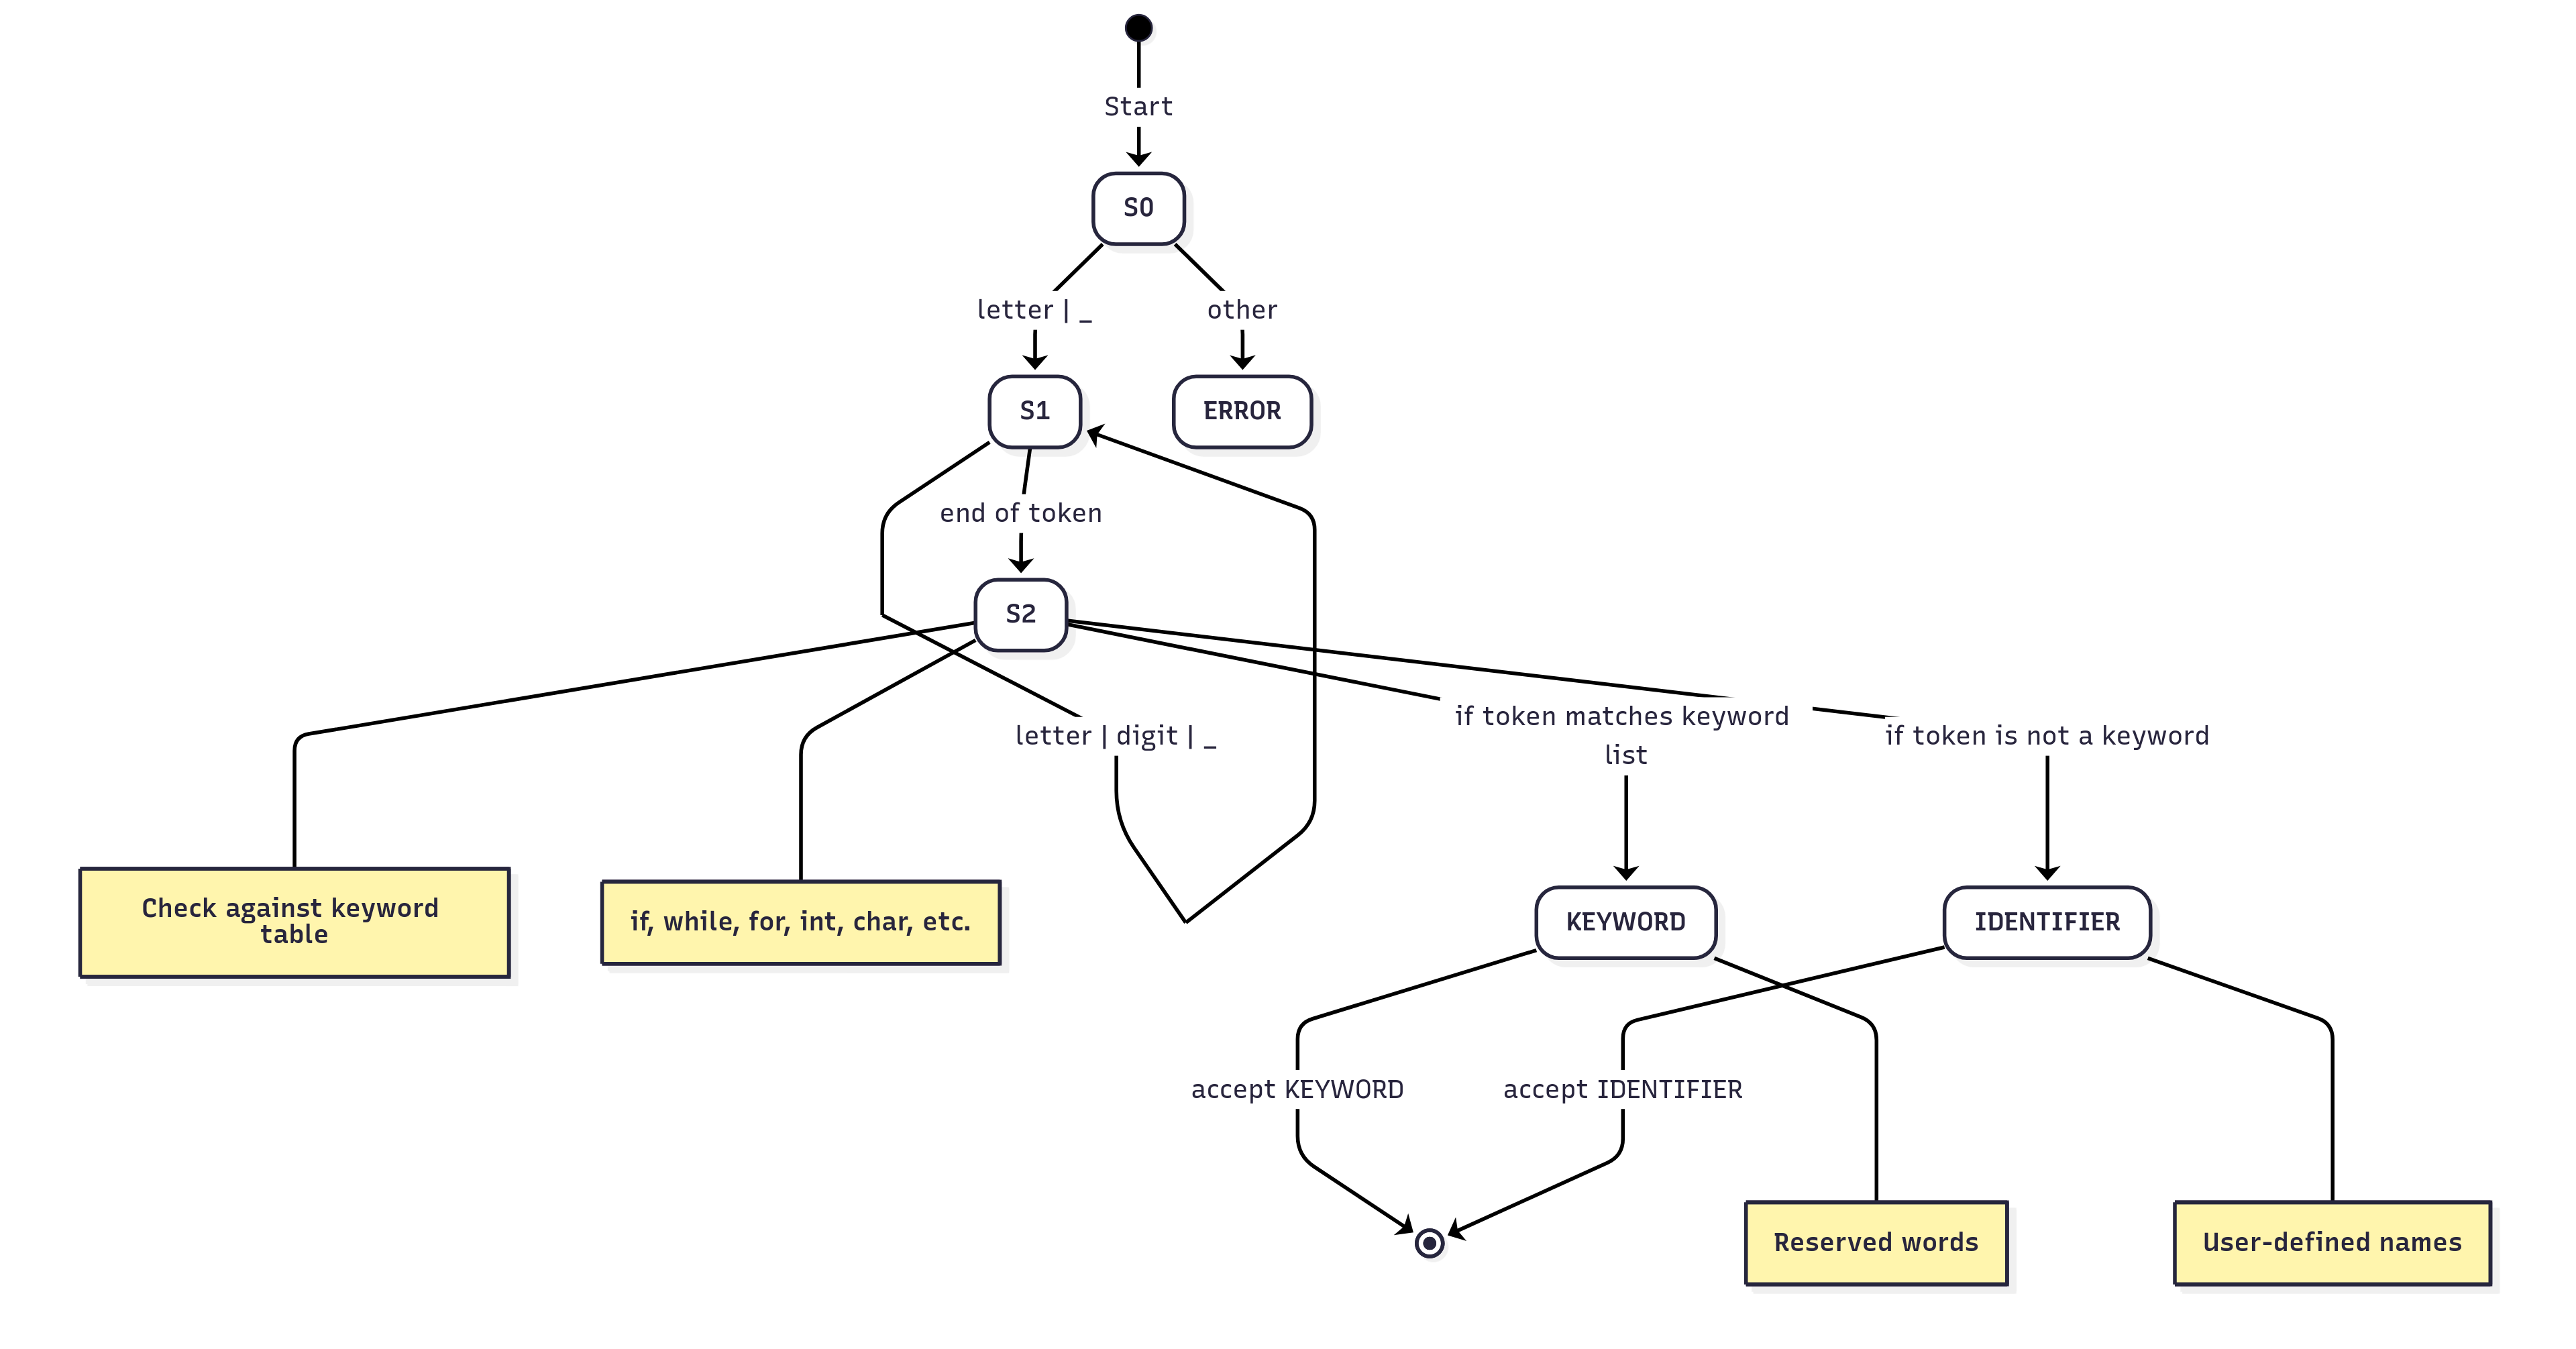 Start
S0
letter | _
other
S1
ERROR
end of token
S2
letter | digit | _
if token matches keyword
list
if token is not a keyword
Check against keyword
table
if, while, for, int, char, etc.
KEYWORD
IDENTIFIER
accept KEYWORD
accept IDENTIFIER
Reserved words
User-defined names